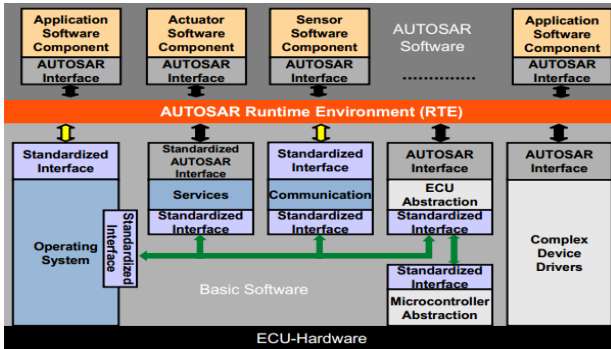 Application
Software
Component
AUTOSAR
Interface
Actuator
Software
Component
AUTOSAR
Interface
Sensor
Software
Component
AUTOSAR
Interface
AUTOSAR
Software
..............
Application
Software
Component
AUTOSAR
Interface
AUTOSAR Runtime Environment (RTE)
Standardized
Interface
Operating
System
Standardized
Interface
Standardized
AUTOSAR
Interface
Services
Standardized
Interface
Standardized
Interface
Communication
Standardized
Interface
AUTOSAR
Interface
ECU
Abstraction
Standardized
Interface
Standardized
Interface
Microcontroller
Abstraction
AUTOSAR
Interface
Complex
Device
Drivers
Basic Software
ECU-Hardware